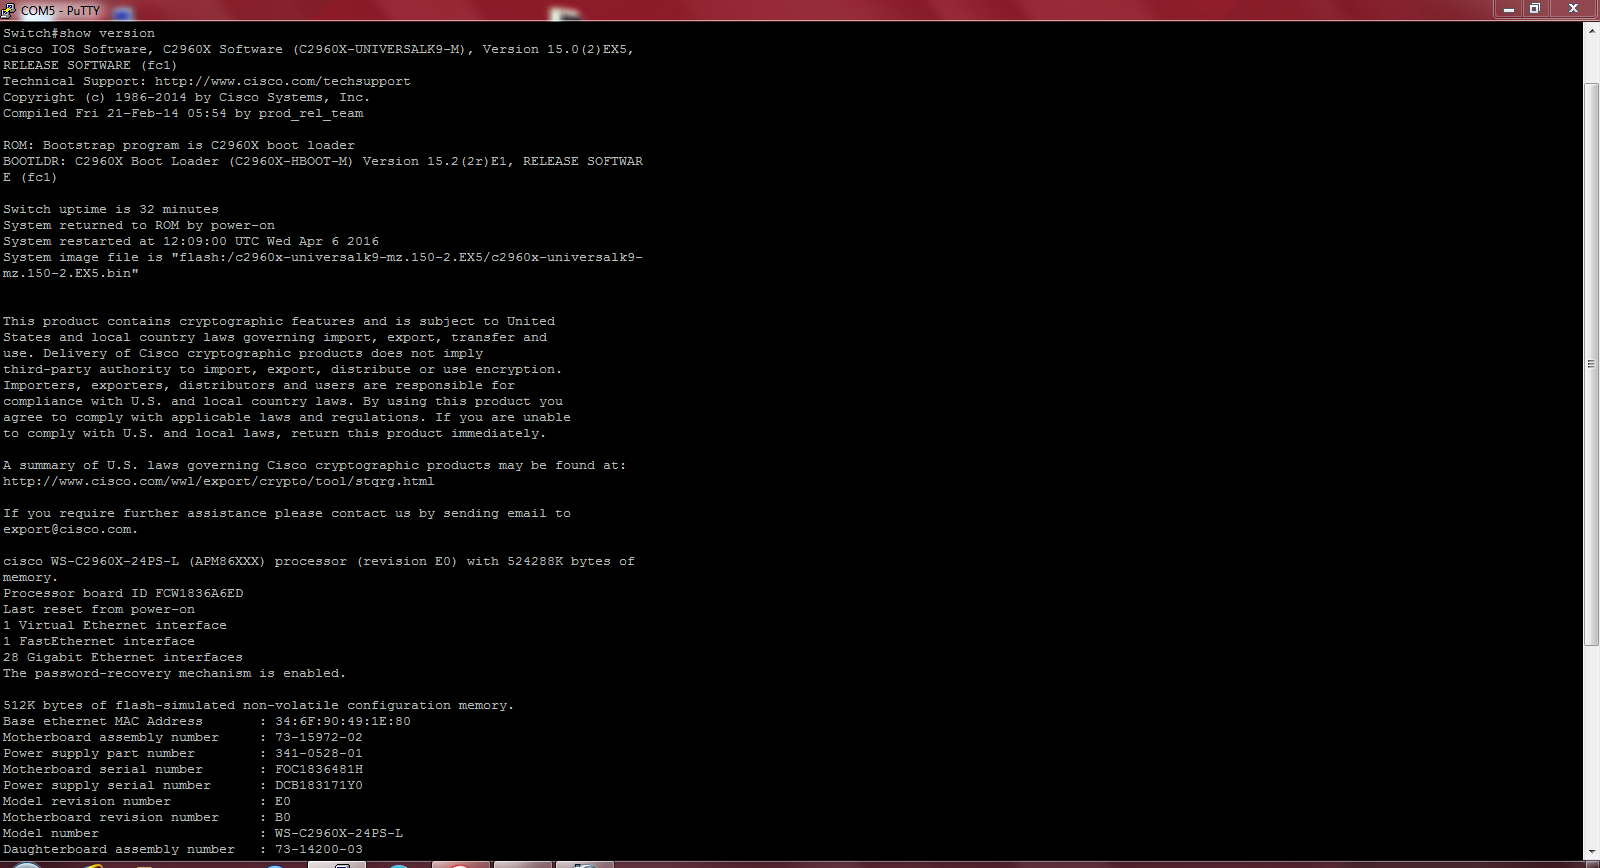 COM5 - PuTTY
Switch#show version
Cisco IOS Software, C2960X Software (C2960X-UNIVERSALK9-M), Version 15.0(2)EX5,
RELEASE SOFTWARE (fc1)
Technical Support: http://www.cisco.com/techsupport
Copyright (c) 1986-2014 by Cisco Systems, Inc.
Compiled Fri 21-Feb-14 05:54 by prod_rel_team
ROM: Bootstrap program is C2960X boot loader
BOOTLDR: C2960X Boot Loader (C2960X-HBOOT-M) Version 15.2(2r)E1, RELEASE SOFTWAR
E (fc1)
Switch uptime is 32 minutes
System returned to ROM by power-on
System restarted at 12:09:00 UTC Wed Apr 6 2016
System image file is "flash:/c2960x-universalk9-mz.150-2.EX5/c2960x-universalk9-
mz.150-2.EX5.bin"
This product contains cryptographic features and is subject to United
States and local country laws governing import, export, transfer and
use. Delivery of Cisco cryptographic products does not imply
third-party authority to import, export, distribute or use encryption.
Importers, exporters, distributors and users are responsible for
compliance with U.S. and local country laws. By using this product you
agree to comply with applicable laws and regulations. If you are unable
to comply with U.S. and local laws, return this product immediately.
A summary of U.S. laws governing Cisco cryptographic products may be found at:
http://www.cisco.com/wwl/export/crypto/tool/stqrg.html
If you require further assistance please contact us by sending email to
export@cisco.com.
cisco WS-C2960X-24PS-L (APM86XXX) processor (revision E0) with 524288K bytes of
memory.
Processor board ID FCW1836A6ED
Last reset from power-on
1 Virtual Ethernet interface
1 FastEthernet interface
28 Gigabit Ethernet interfaces
The password-recovery mechanism is enabled.
512K bytes of flash-simulated non-volatile configuration memory.
Base ethernet MAC Address : 34:6F:90:49:1E:80
Motherboard assembly number : 73-15972-02
Power supply part number : 341-0528-01
Motherboard serial number : FOC1836481H
Power supply serial number : DCB183171Y0
Model revision number : E0
Motherboard revision number : B0
Model number : WS-C2960X-24PS-L
Daughterboard assembly number : 73-14200-03